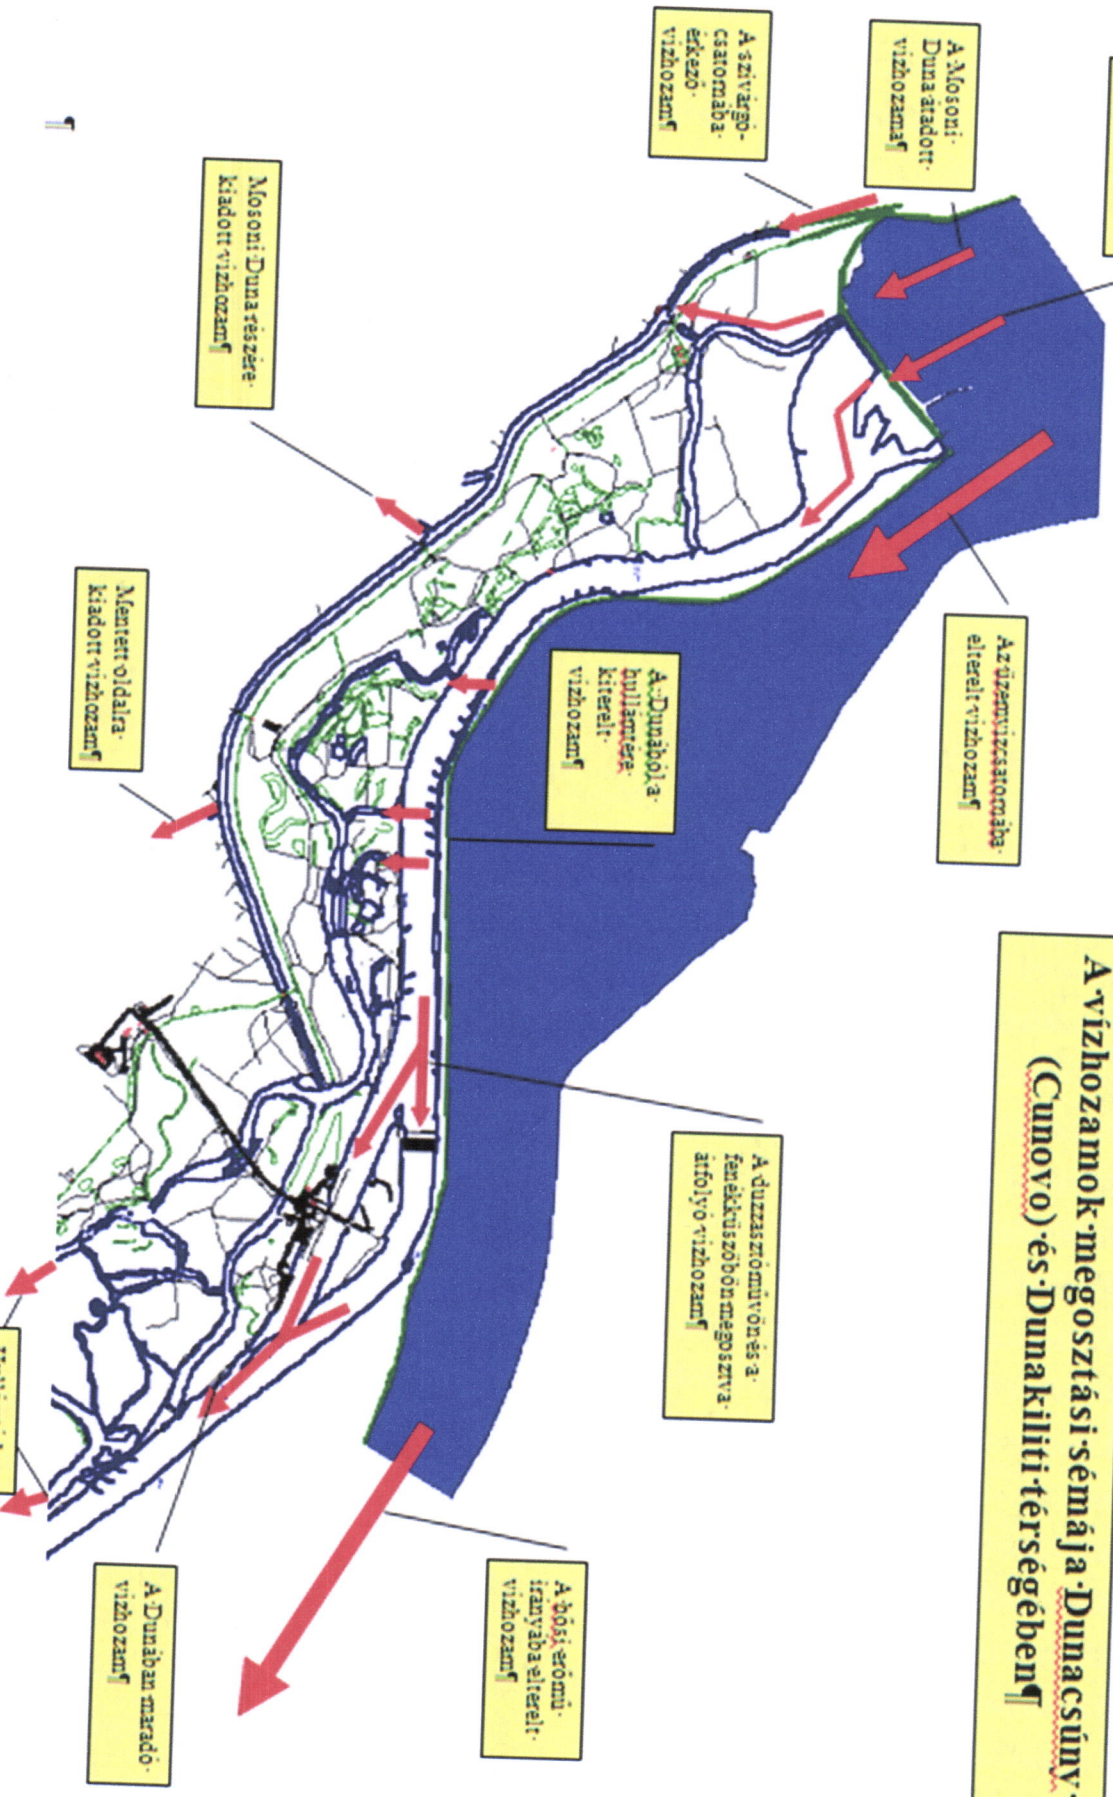 A vízhozamok megosztási sémája Dunacsúny
(Cunovo) és Dunakiliti térségében¶
A Mosoni
Duna átadott
vízhozama¶
A szivárgó-
csatornába
érkező
vízhozam¶
Az üzemvízcsatornába
elterelt vízhozam¶
Mosoni Duna részére
kiadott vízhozam¶
A Dunából a
hullámtérre
kiterelt
vízhozam¶
Mentett oldalra
kiadott vízhozam¶
A duzzasztóművön és a
fenékküszöbön megosztva
átfolyó vízhozam¶
A bősi erőmű
irányába elterelt
vízhozam¶
A Dunában maradó
vízhozam¶
¶